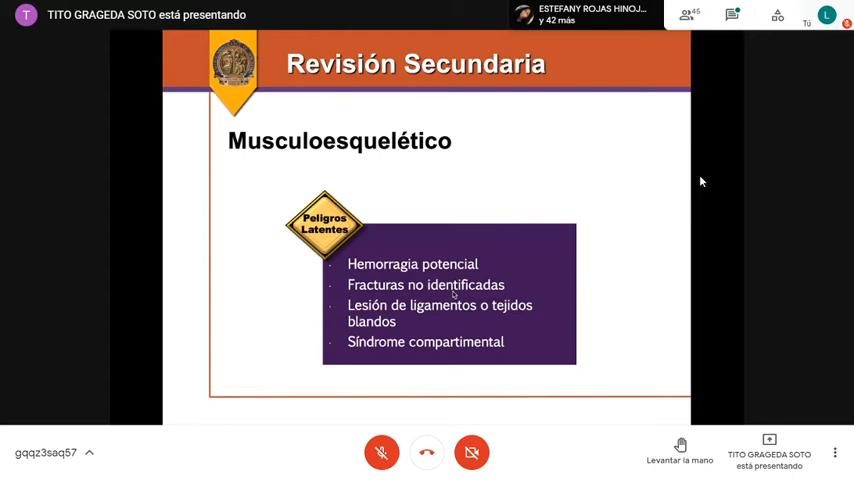 T TITO GRAGEDA SOTO está presentando
ESTEFANY ROJAS HINOJ...
y 42 más
45
Tú
L
Revisión Secundaria
Musculoesquelético
Peligros
Latentes
· Hemorragia potencial
· Fracturas no identificadas
· Lesión de ligamentos o tejidos
blandos
· Síndrome compartimental
gqqz3saq57
Levantar la mano
TITO GRAGEDA SOTO
está presentando